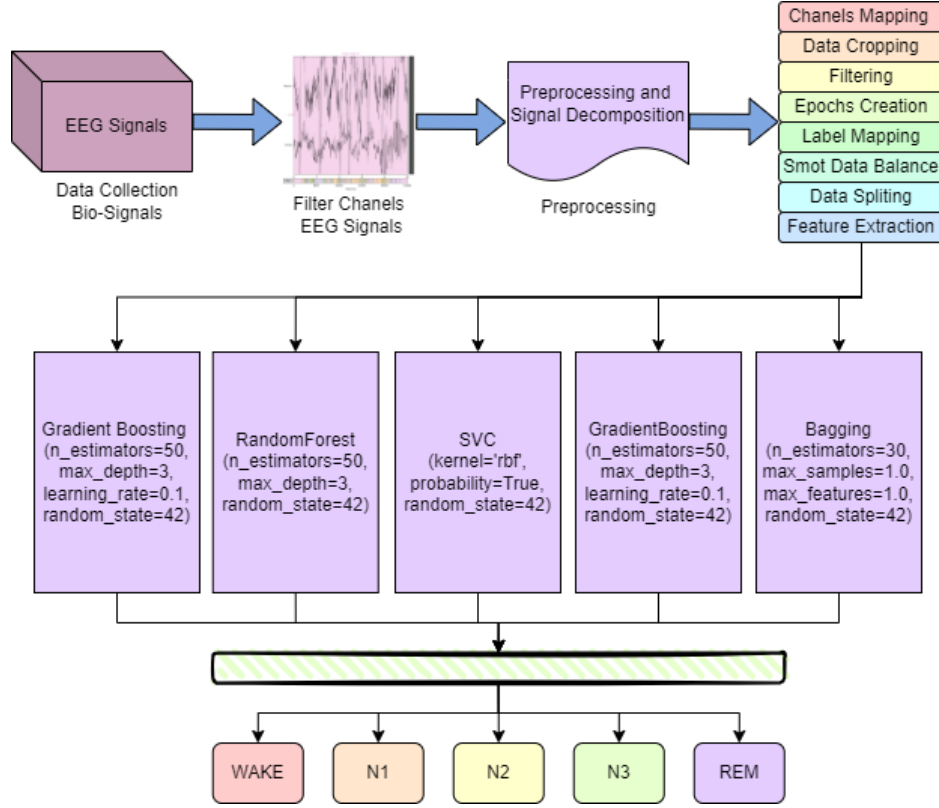 EEG Signals
Data Collection
Bio-Signals
Filter Chanels
EEG Signals
Preprocessing and
Signal Decomposition
Preprocessing
Chanels Mapping
Data Cropping
Filtering
Epochs Creation
Label Mapping
Smot Data Balance
Data Spliting
Feature Extraction
Gradient Boosting
(n_estimators=50,
max_depth=3,
learning_rate=0.1,
random_state=42)
RandomForest
(n_estimators=50,
max_depth=3,
random_state=42)
SVC
(kernel='rbf',
probability=True,
random_state=42)
GradientBoosting
(n_estimators=50,
max_depth=3,
learning_rate=0.1,
random_state=42)
Bagging
(n_estimators=30,
max_samples=1.0,
max_features=1.0,
random_state=42)
WAKE
N1
N2
N3
REM